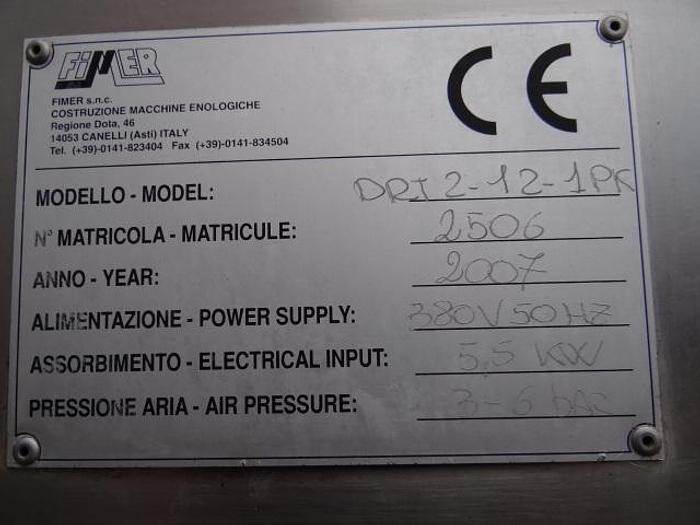 FIMER
CE
FIMER s.n.c.
COSTRUZIONE MACCHINE ENOLOGICHE
Regione Dota, 46
14053 CANELLI (Asti) ITALY
Tel. (+39)-0141-823404 Fax (+39)-0141-834504
MODELLO - MODEL: DRI 2-12-1PK
N° MATRICOLA - MATRICULE: 2506
ANNO - YEAR: 2007
ALIMENTAZIONE - POWER SUPPLY: 380V 50HZ
ASSORBIMENTO - ELECTRICAL INPUT: 5,5 KW
PRESSIONE ARIA - AIR PRESSURE: 3-6 bar